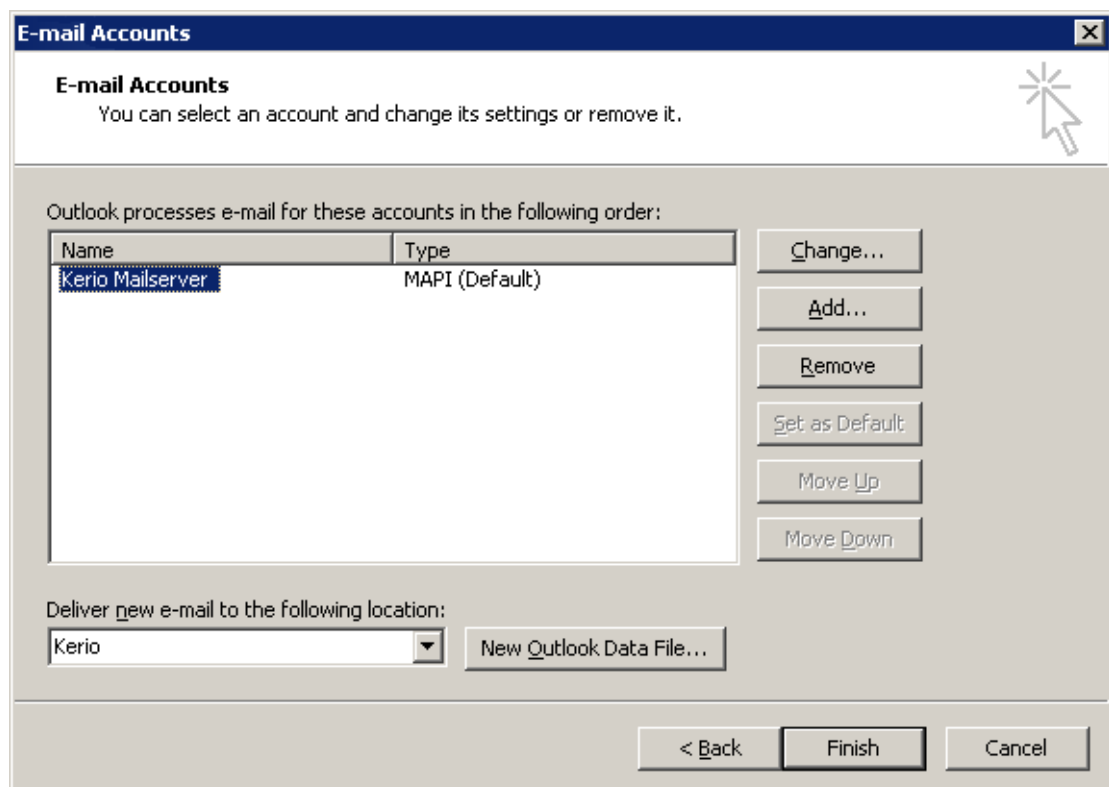 E-mail Accounts
E-mail Accounts
You can select an account and change its settings or remove it.
Outlook processes e-mail for these accounts in the following order:
Name Type
Kerio Mailserver MAPI (Default)
Change...
Add...
Remove
Set as Default
Move Up
Move Down
Deliver new e-mail to the following location:
Kerio New Outlook Data File...
< Back Finish Cancel